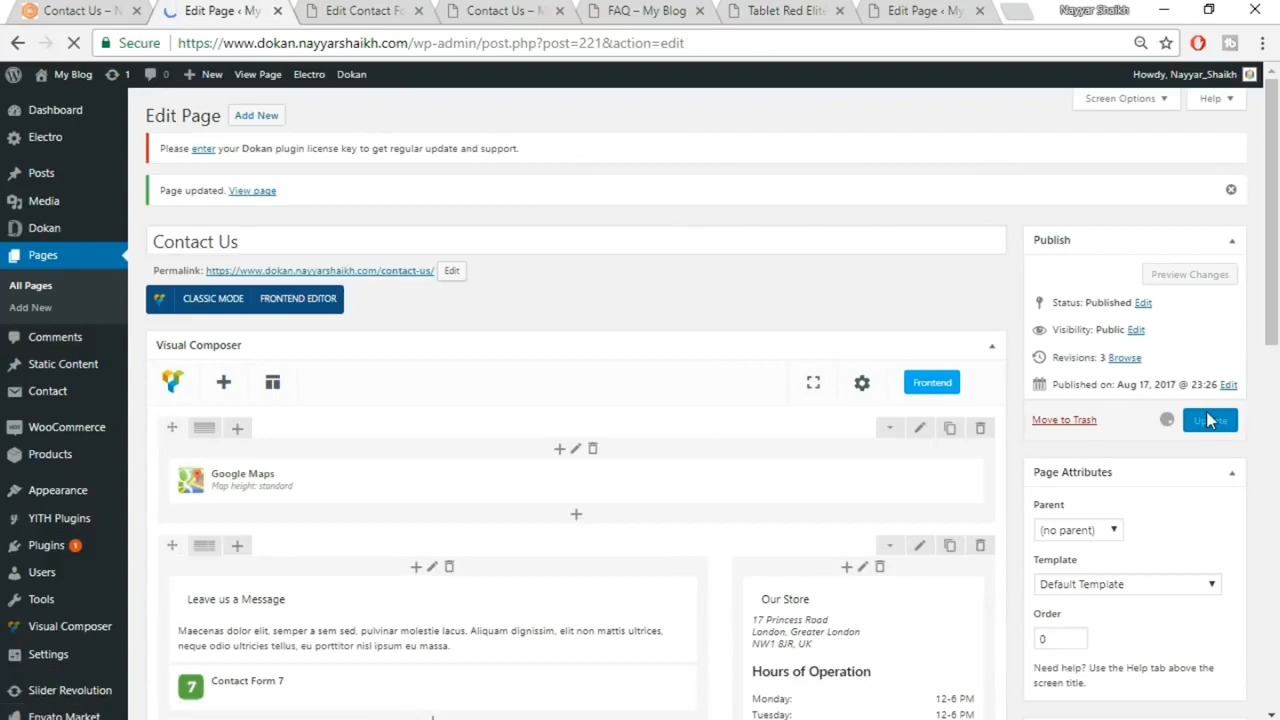 Contact Us – N
Edit Page ‹ My
Edit Contact Fo
Contact Us – M
FAQ – My Blog
Tablet Red Elite
Edit Page ‹ My
Nayyar Shaikh
Secure
https://www.dokan.nayyarshaikh.com/wp-admin/post.php?post=221&action=edit
My Blog
1
0
New
View Page
Electro
Dokan
Howdy, Nayyar_Shaikh
Dashboard
Electro
Posts
Media
Dokan
Pages
All Pages
Add New
Comments
Static Content
Contact
WooCommerce
Products
Appearance
YITH Plugins
Plugins 1
Users
Tools
Visual Composer
Settings
Slider Revolution
Envato Market
Screen Options
Help
Edit Page
Add New
Please enter your Dokan plugin license key to get regular update and support.
Page updated. View page
Contact Us
Permalink: https://www.dokan.nayyarshaikh.com/contact-us/ Edit
CLASSIC MODE
FRONTEND EDITOR
Visual Composer
Frontend
Google Maps
Map height: standard
Leave us a Message
Maecenas dolor elit, semper a sem sed, pulvinar molestie lacus. Aliquam dignissim, elit non mattis ultrices,
neque odio ultricies tellus, eu porttitor nisl ipsum eu massa.
7
Contact Form 7
Our Store
17 Princess Road
London, Greater London
NW1 8JR, UK
Hours of Operation
Monday: 12-6 PM
Tuesday: 12-6 PM
Publish
Preview Changes
Status: Published Edit
Visibility: Public Edit
Revisions: 3 Browse
Published on: Aug 17, 2017 @ 23:26 Edit
Move to Trash
Update
Page Attributes
Parent
(no parent)
Template
Default Template
Order
0
Need help? Use the Help tab above the
screen title.